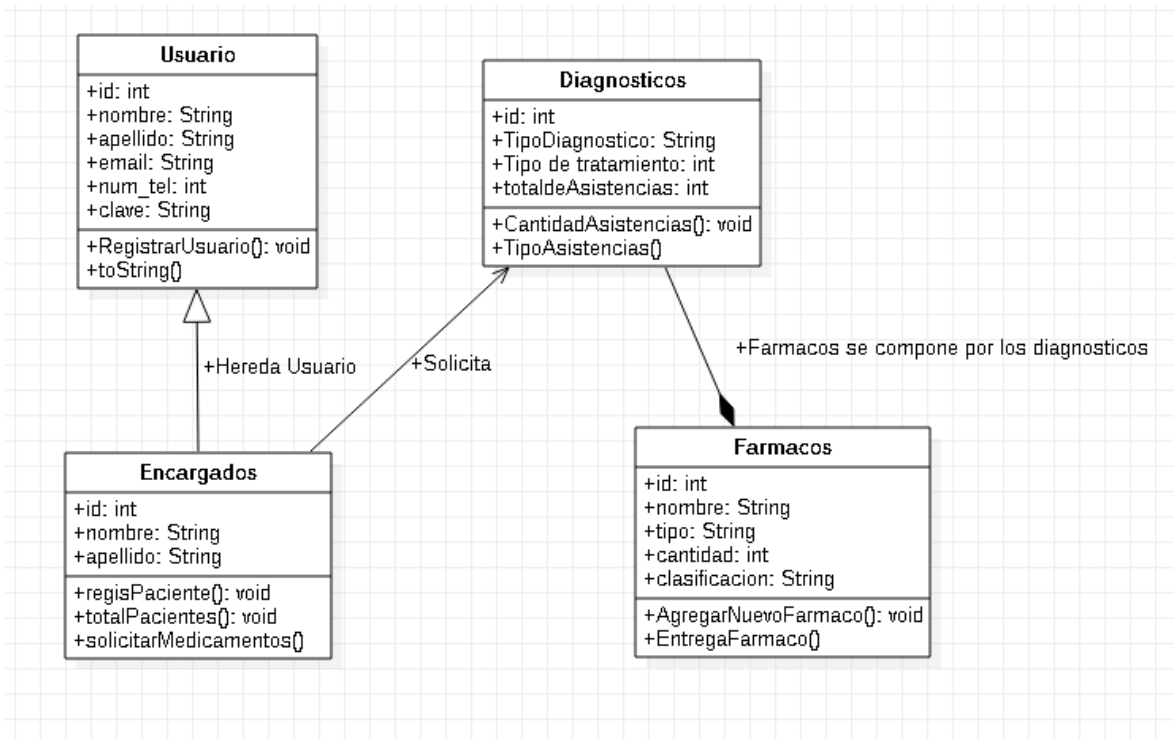 Usuario
+id: int
+nombre: String
+apellido: String
+email: String
+num_tel: int
+clave: String
+RegistrarUsuario(): void
+toString()
Diagnosticos
+id: int
+TipoDiagnostico: String
+Tipo de tratamiento: int
+totaldeAsistencias: int
+CantidadAsistencias(): void
+TipoAsistencias()
+Hereda Usuario
+Solicita
+Farmacos se compone por los diagnosticos
Encargados
+id: int
+nombre: String
+apellido: String
+regisPaciente(): void
+totalPacientes(): void
+solicitarMedicamentos()
Farmacos
+id: int
+nombre: String
+tipo: String
+cantidad: int
+clasificacion: String
+AgregarNuevoFarmaco(): void
+EntregaFarmaco()